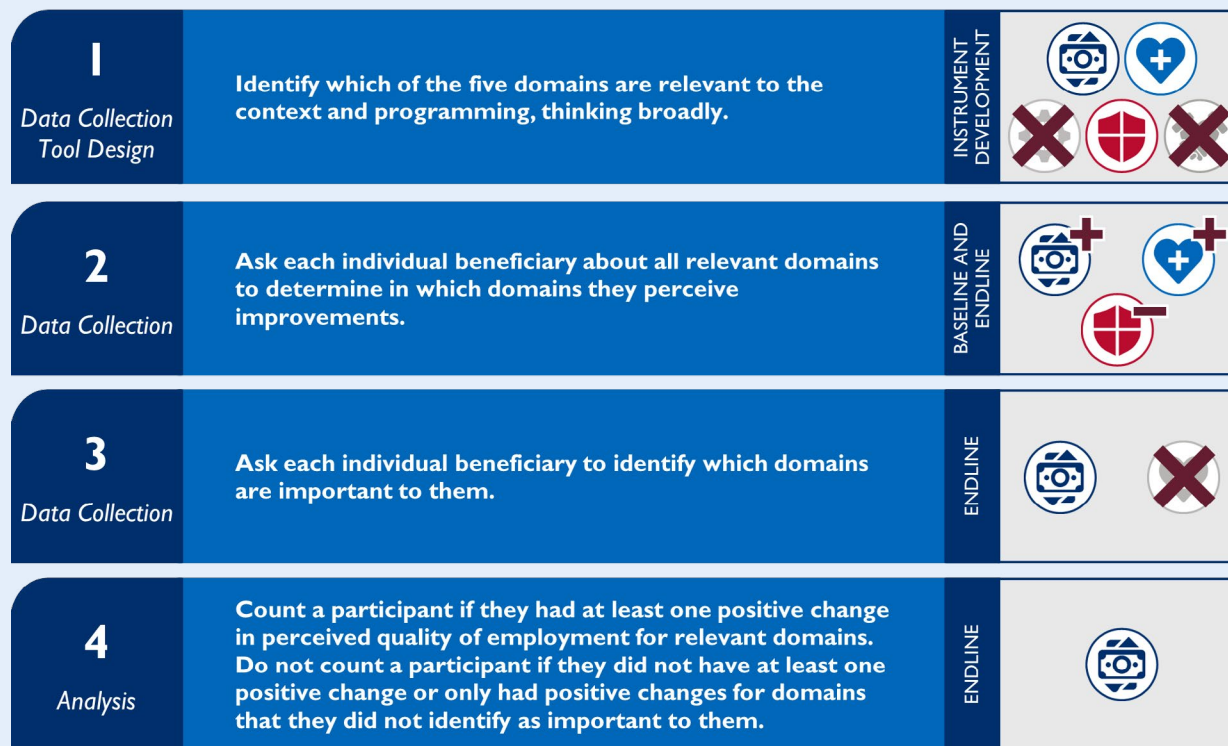 1
Data Collection
Tool Design
Identify which of the five domains are relevant to the
context and programming, thinking broadly.
INSTRUMENT
DEVELOPMENT
2
Data Collection
Ask each individual beneficiary about all relevant domains
to determine in which domains they perceive
improvements.
BASELINE AND
ENDLINE
3
Data Collection
Ask each individual beneficiary to identify which domains
are important to them.
ENDLINE
4
Analysis
Count a participant if they had at least one positive change
in perceived quality of employment for relevant domains.
Do not count a participant if they did not have at least one
positive change or only had positive changes for domains
that they did not identify as important to them.
ENDLINE